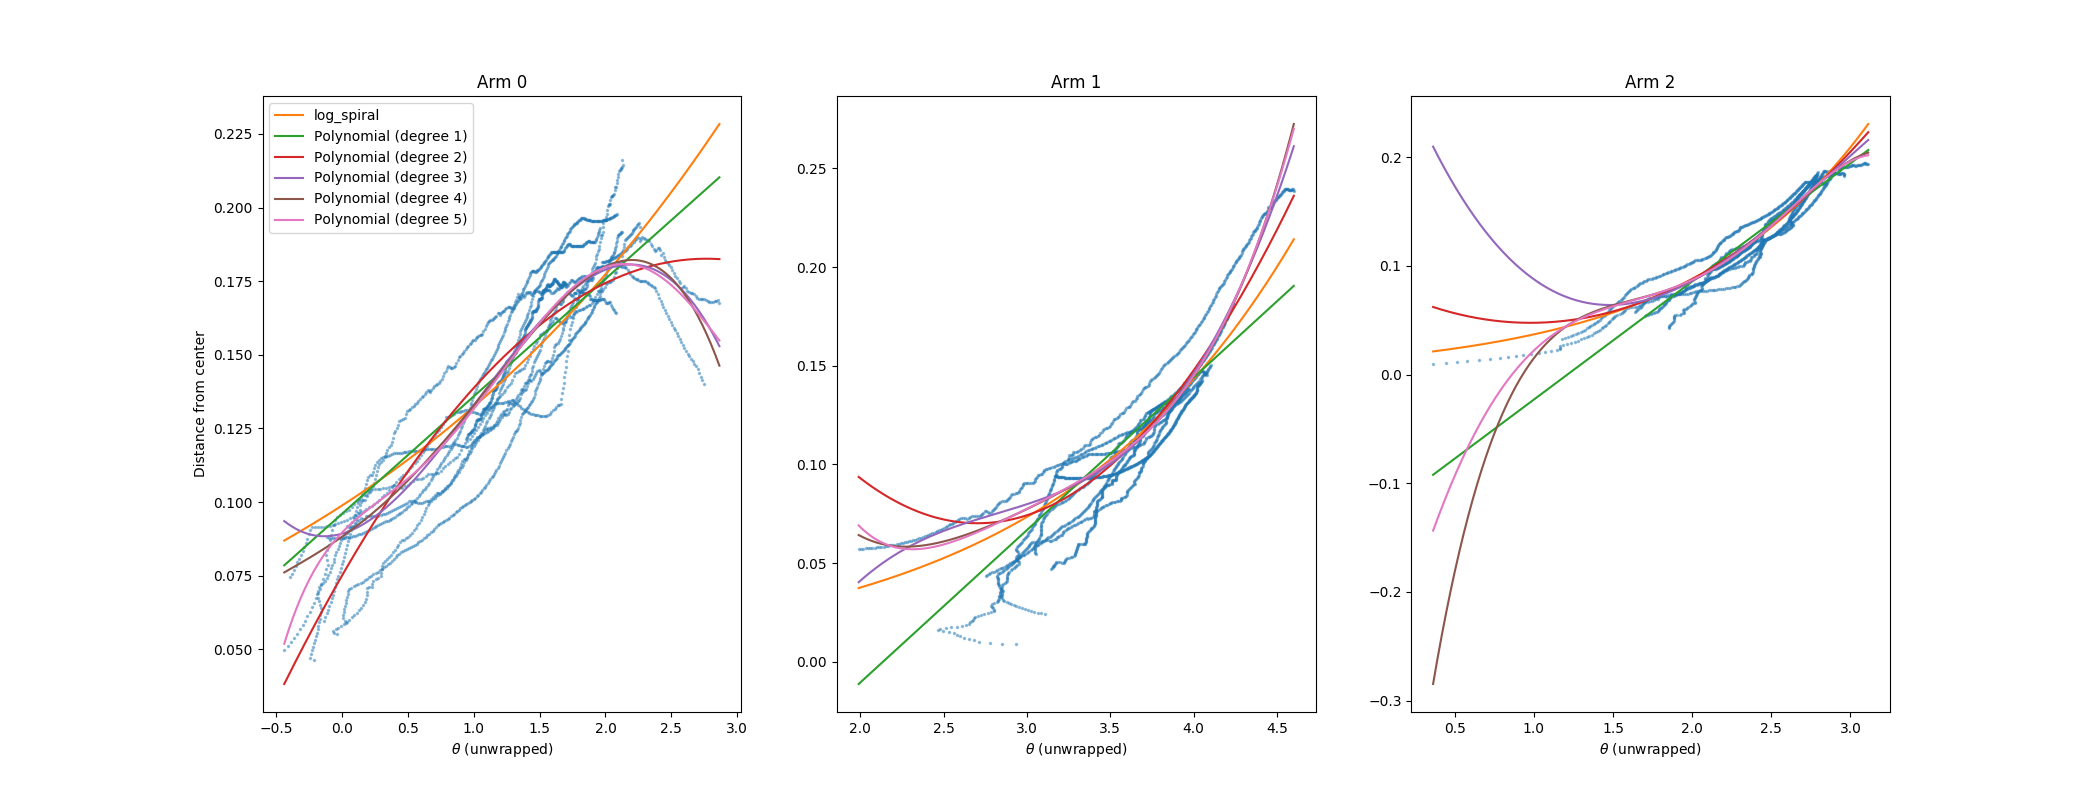 Arm 0
Arm 1
Arm 2
log_spiral
Polynomial (degree 1)
Polynomial (degree 2)
Polynomial (degree 3)
Polynomial (degree 4)
Polynomial (degree 5)
Distance from center
0.225
0.200
0.175
0.150
0.125
0.100
0.075
0.050
−0.5 0.0 0.5 1.0 1.5 2.0 2.5 3.0
θ (unwrapped)
0.25
0.20
0.15
0.10
0.05
0.00
2.0 2.5 3.0 3.5 4.0 4.5
θ (unwrapped)
0.2
0.1
0.0
−0.1
−0.2
−0.3
0.5 1.0 1.5 2.0 2.5 3.0
θ (unwrapped)